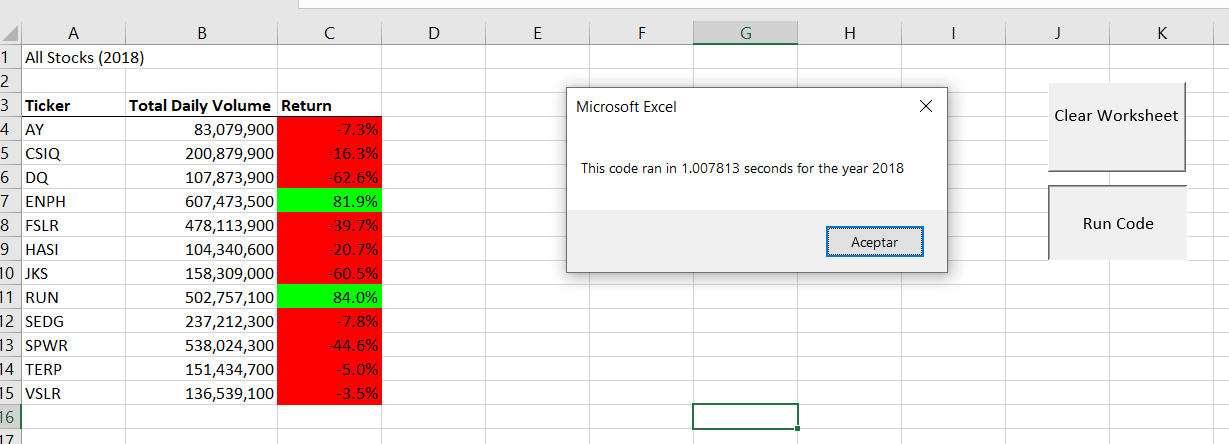 A B C D E F G H I J K
1 All Stocks (2018)
2
3 Ticker Total Daily Volume Return
4 AY 83,079,900 -7.3%
5 CSIQ 200,879,900 -16.3%
6 DQ 107,873,900 -62.6%
7 ENPH 607,473,500 81.9%
8 FSLR 478,113,900 -39.7%
9 HASI 104,340,600 -20.7%
10 JKS 158,309,000 -60.5%
11 RUN 502,757,100 84.0%
12 SEDG 237,212,300 -7.8%
13 SPWR 538,024,300 -44.6%
14 TERP 151,434,700 -5.0%
15 VSLR 136,539,100 -3.5%
16
17
Microsoft Excel
This code ran in 1.007813 seconds for the year 2018
Aceptar
Clear Worksheet
Run Code